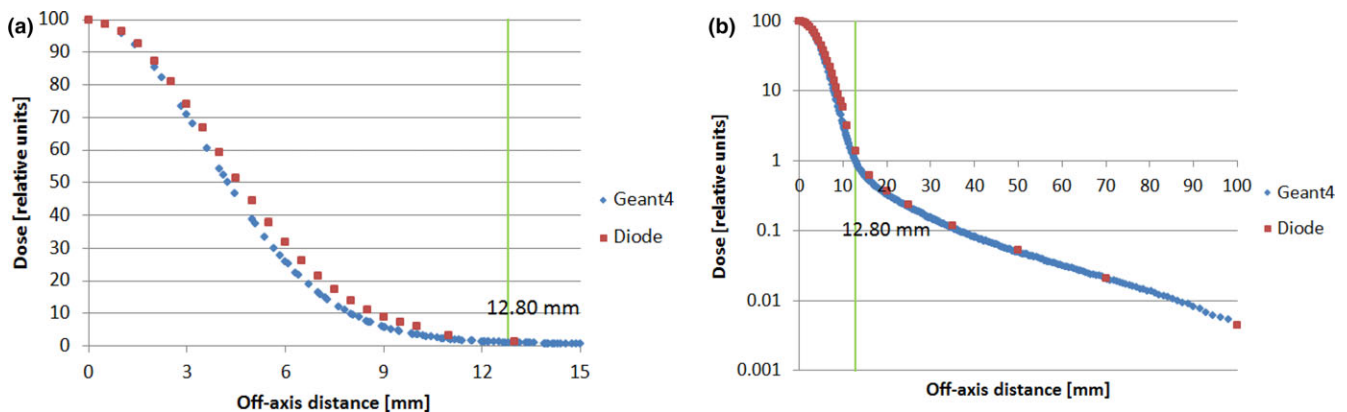 (a)
Dose [relative units]
100
90
80
70
60
50
40
30
20
10
0
0 3 6 9 12 15
12.80 mm
Off-axis distance [mm]
Geant4
Diode
(b)
Dose [relative units]
100
10
1
0.1
0.01
0.001
0 10 20 30 40 50 60 70 80 90 100
12.80 mm
Off-axis distance [mm]
Geant4
Diode